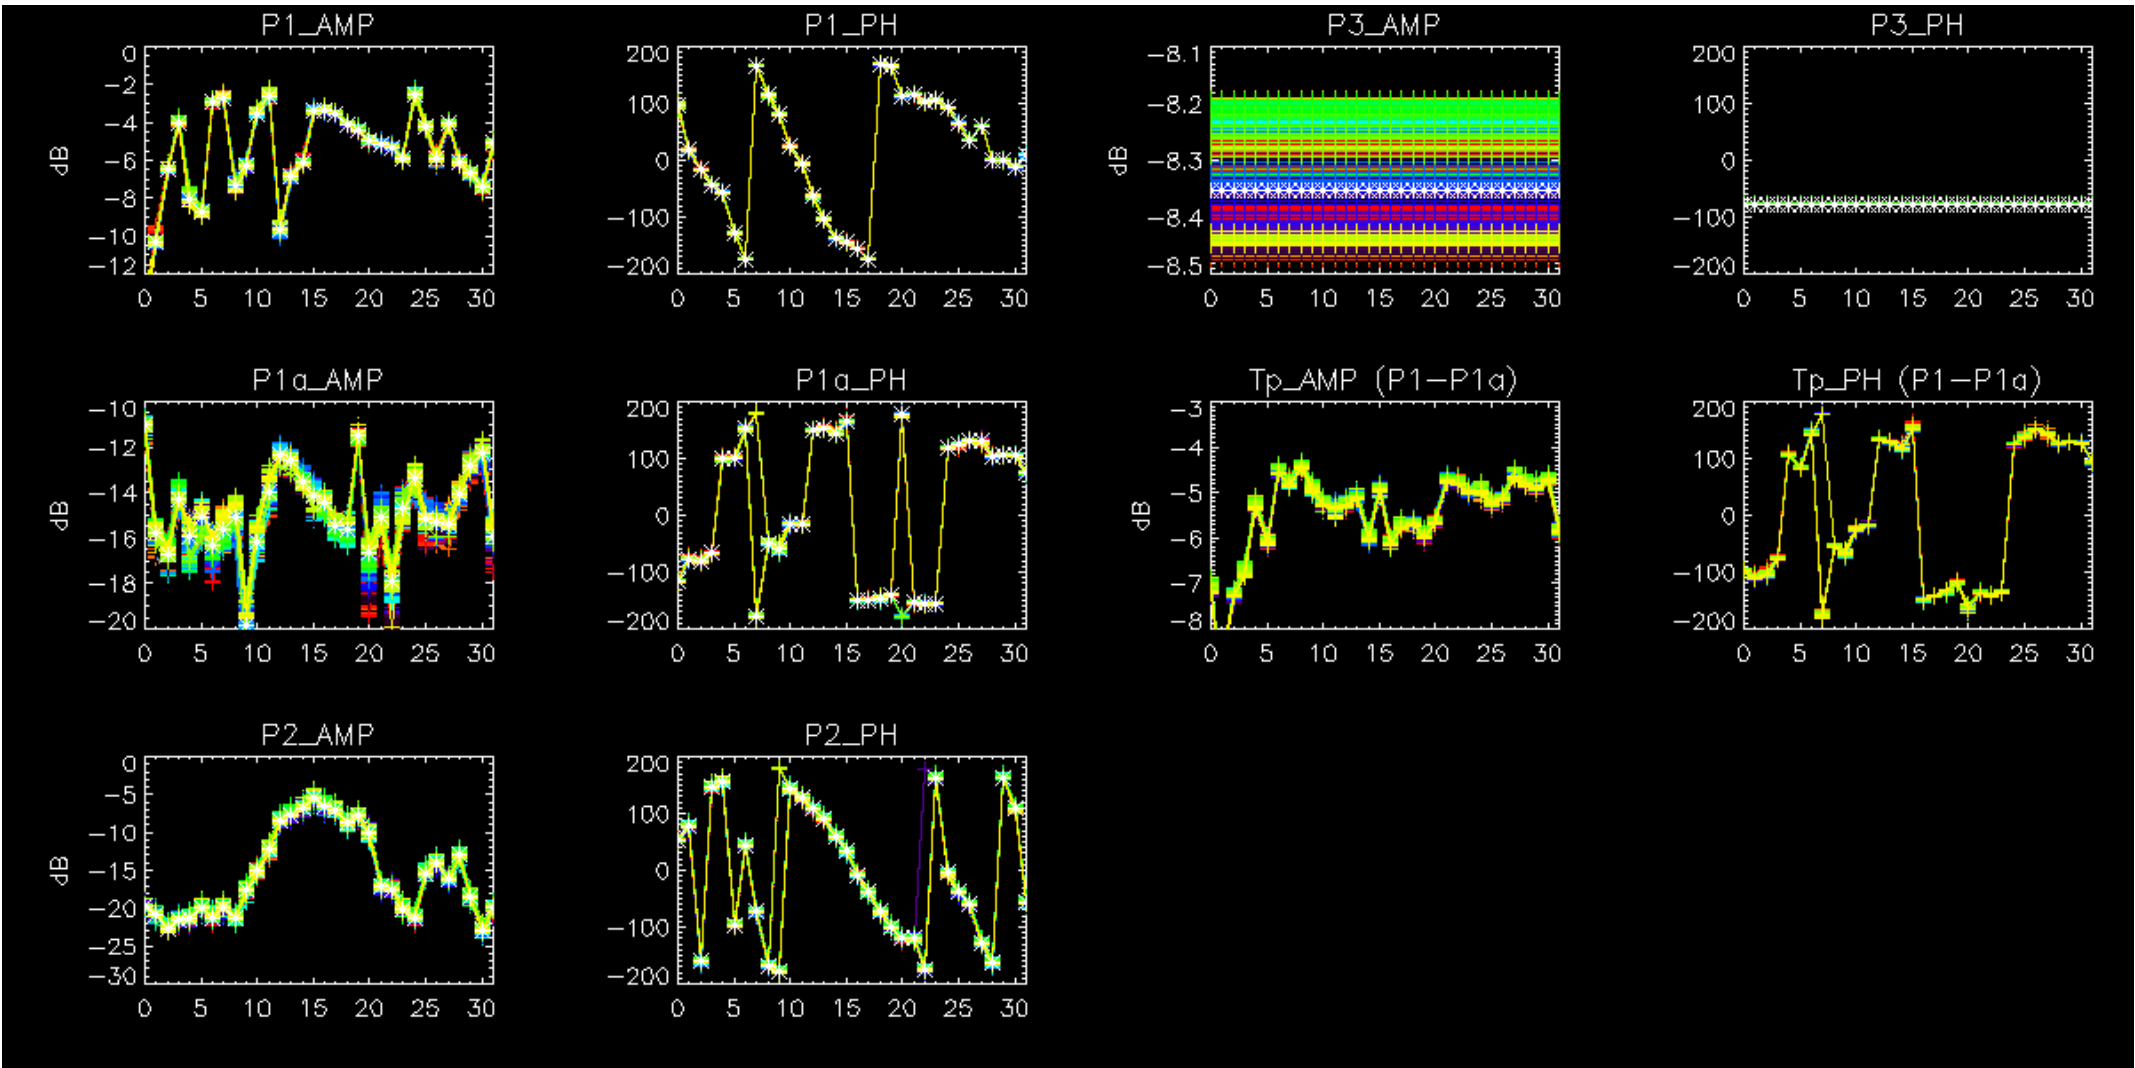 P1_AMP P1_PH P3_AMP P3_PH
0 200 -8.1 200
-2
-4 100 -8.2 100
dB -6 0 dB -8.3 0
-8
-10 -100 -8.4 -100
-12 -200 -8.5 -200
0 5 10 15 20 25 30 0 5 10 15 20 25 30 0 5 10 15 20 25 30 0 5 10 15 20 25 30
P1a_AMP P1a_PH Tp_AMP (P1-P1a) Tp_PH (P1-P1a)
-10 200 -3 200
-12 100 -4 100
-14 -5
dB 0 dB 0
-16 -6
-18 -100 -7 -100
-20 -200 -8 -200
0 5 10 15 20 25 30 0 5 10 15 20 25 30 0 5 10 15 20 25 30 0 5 10 15 20 25 30
P2_AMP P2_PH
0 200
-5
-10 100
dB -15 0
-20
-25 -100
-30 -200
0 5 10 15 20 25 30 0 5 10 15 20 25 30